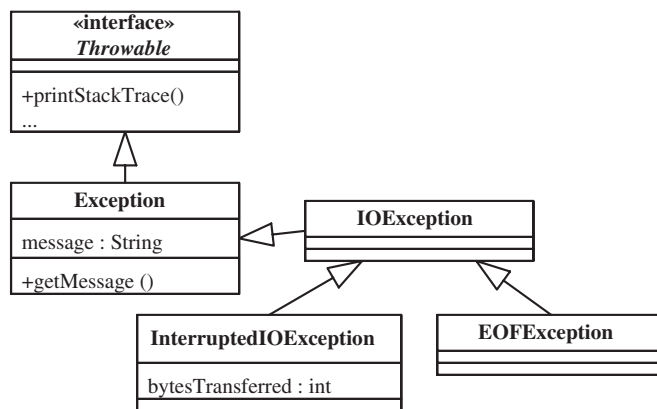 «interface»
Throwable
+printStackTrace()
...
Exception
message : String
+getMessage ()
IOException
InterruptedIOException
bytesTransferred : int
EOFException